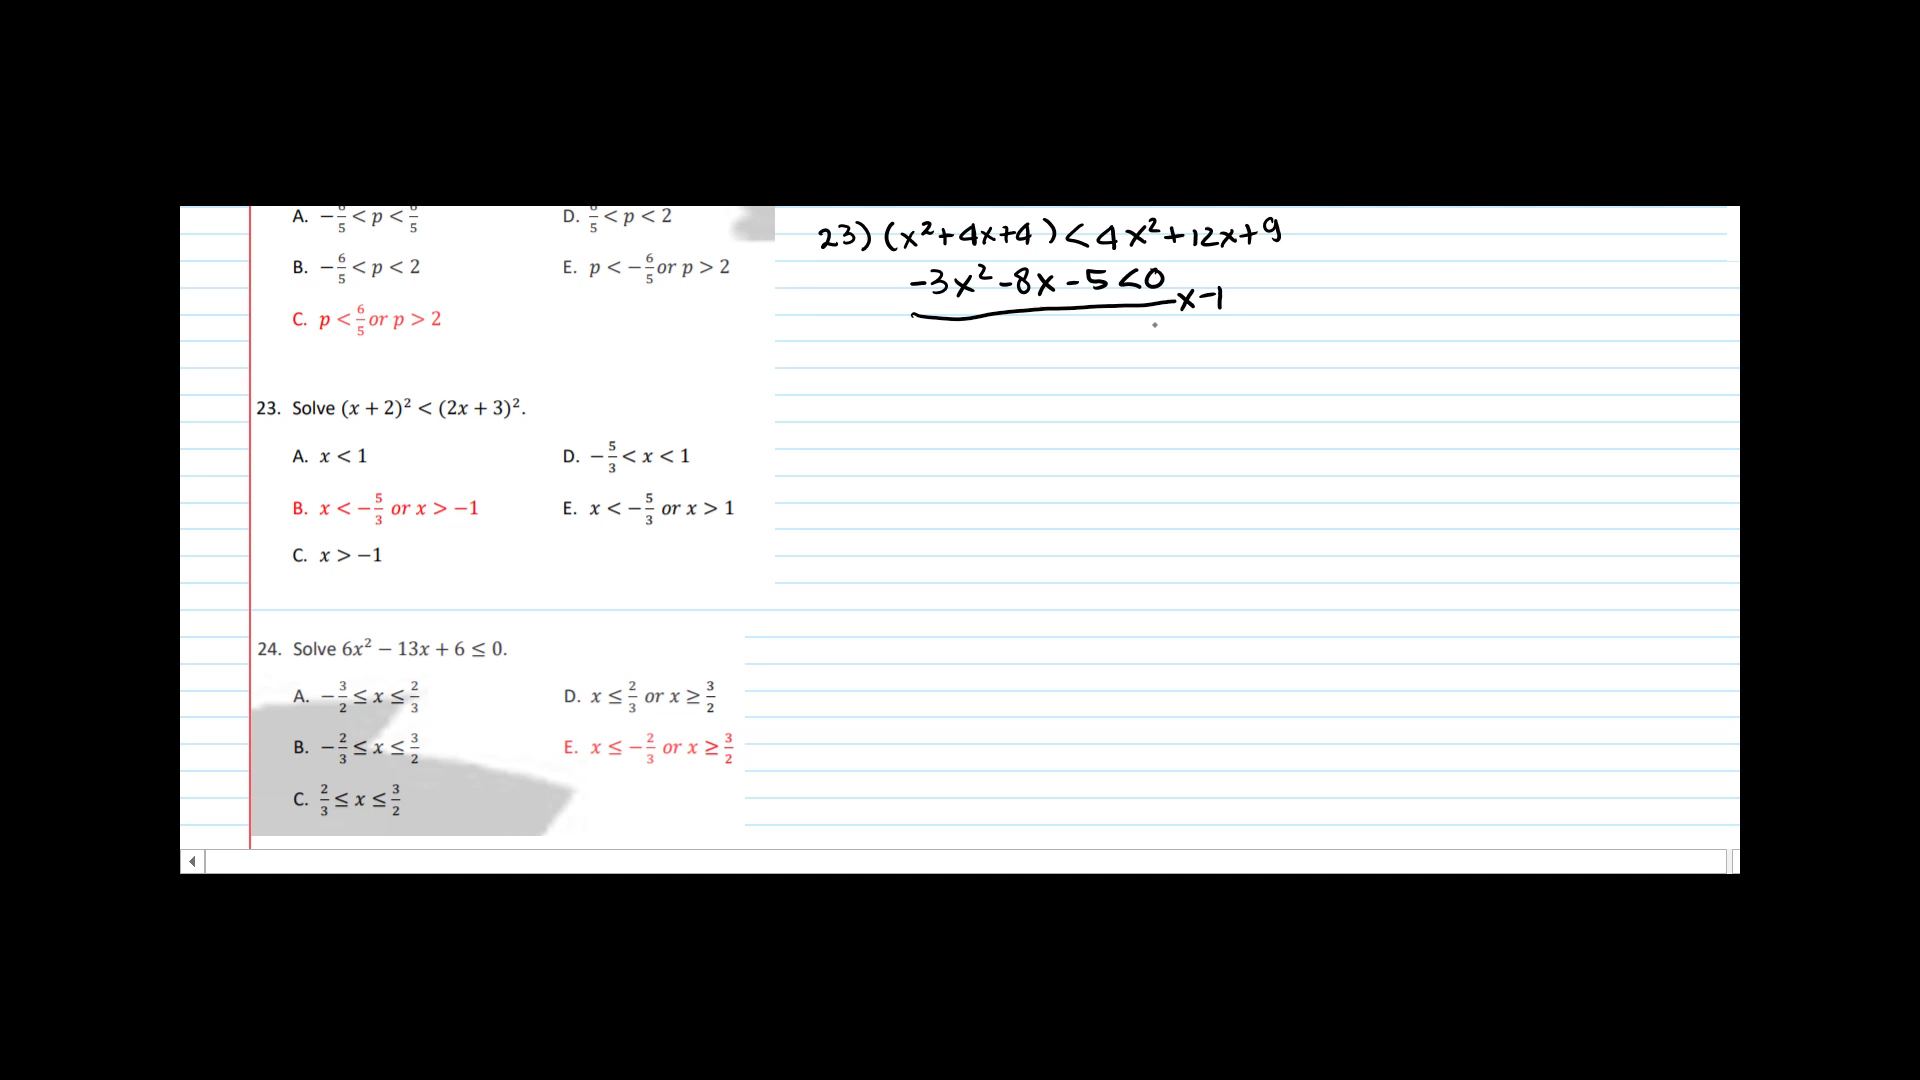 A. −6/5 < p < 6/5
D. 6/5 < p < 2
B. −6/5 < p < 2
E. p < −6/5 or p > 2
C. p < 6/5 or p > 2
23. Solve (x + 2)² < (2x + 3)².
A. x < 1
D. −5/3 < x < 1
B. x < −5/3 or x > −1
E. x < −5/3 or x > 1
C. x > −1
24. Solve 6x² − 13x + 6 ≤ 0.
A. −3/2 ≤ x ≤ 2/3
D. x ≤ 2/3 or x ≥ 3/2
B. −2/3 ≤ x ≤ 3/2
E. x ≤ −2/3 or x ≥ 3/2
C. 2/3 ≤ x ≤ 3/2
23) (x²+4x+4) < 4x²+12x+9
-3x²-8x-5<0
x-1